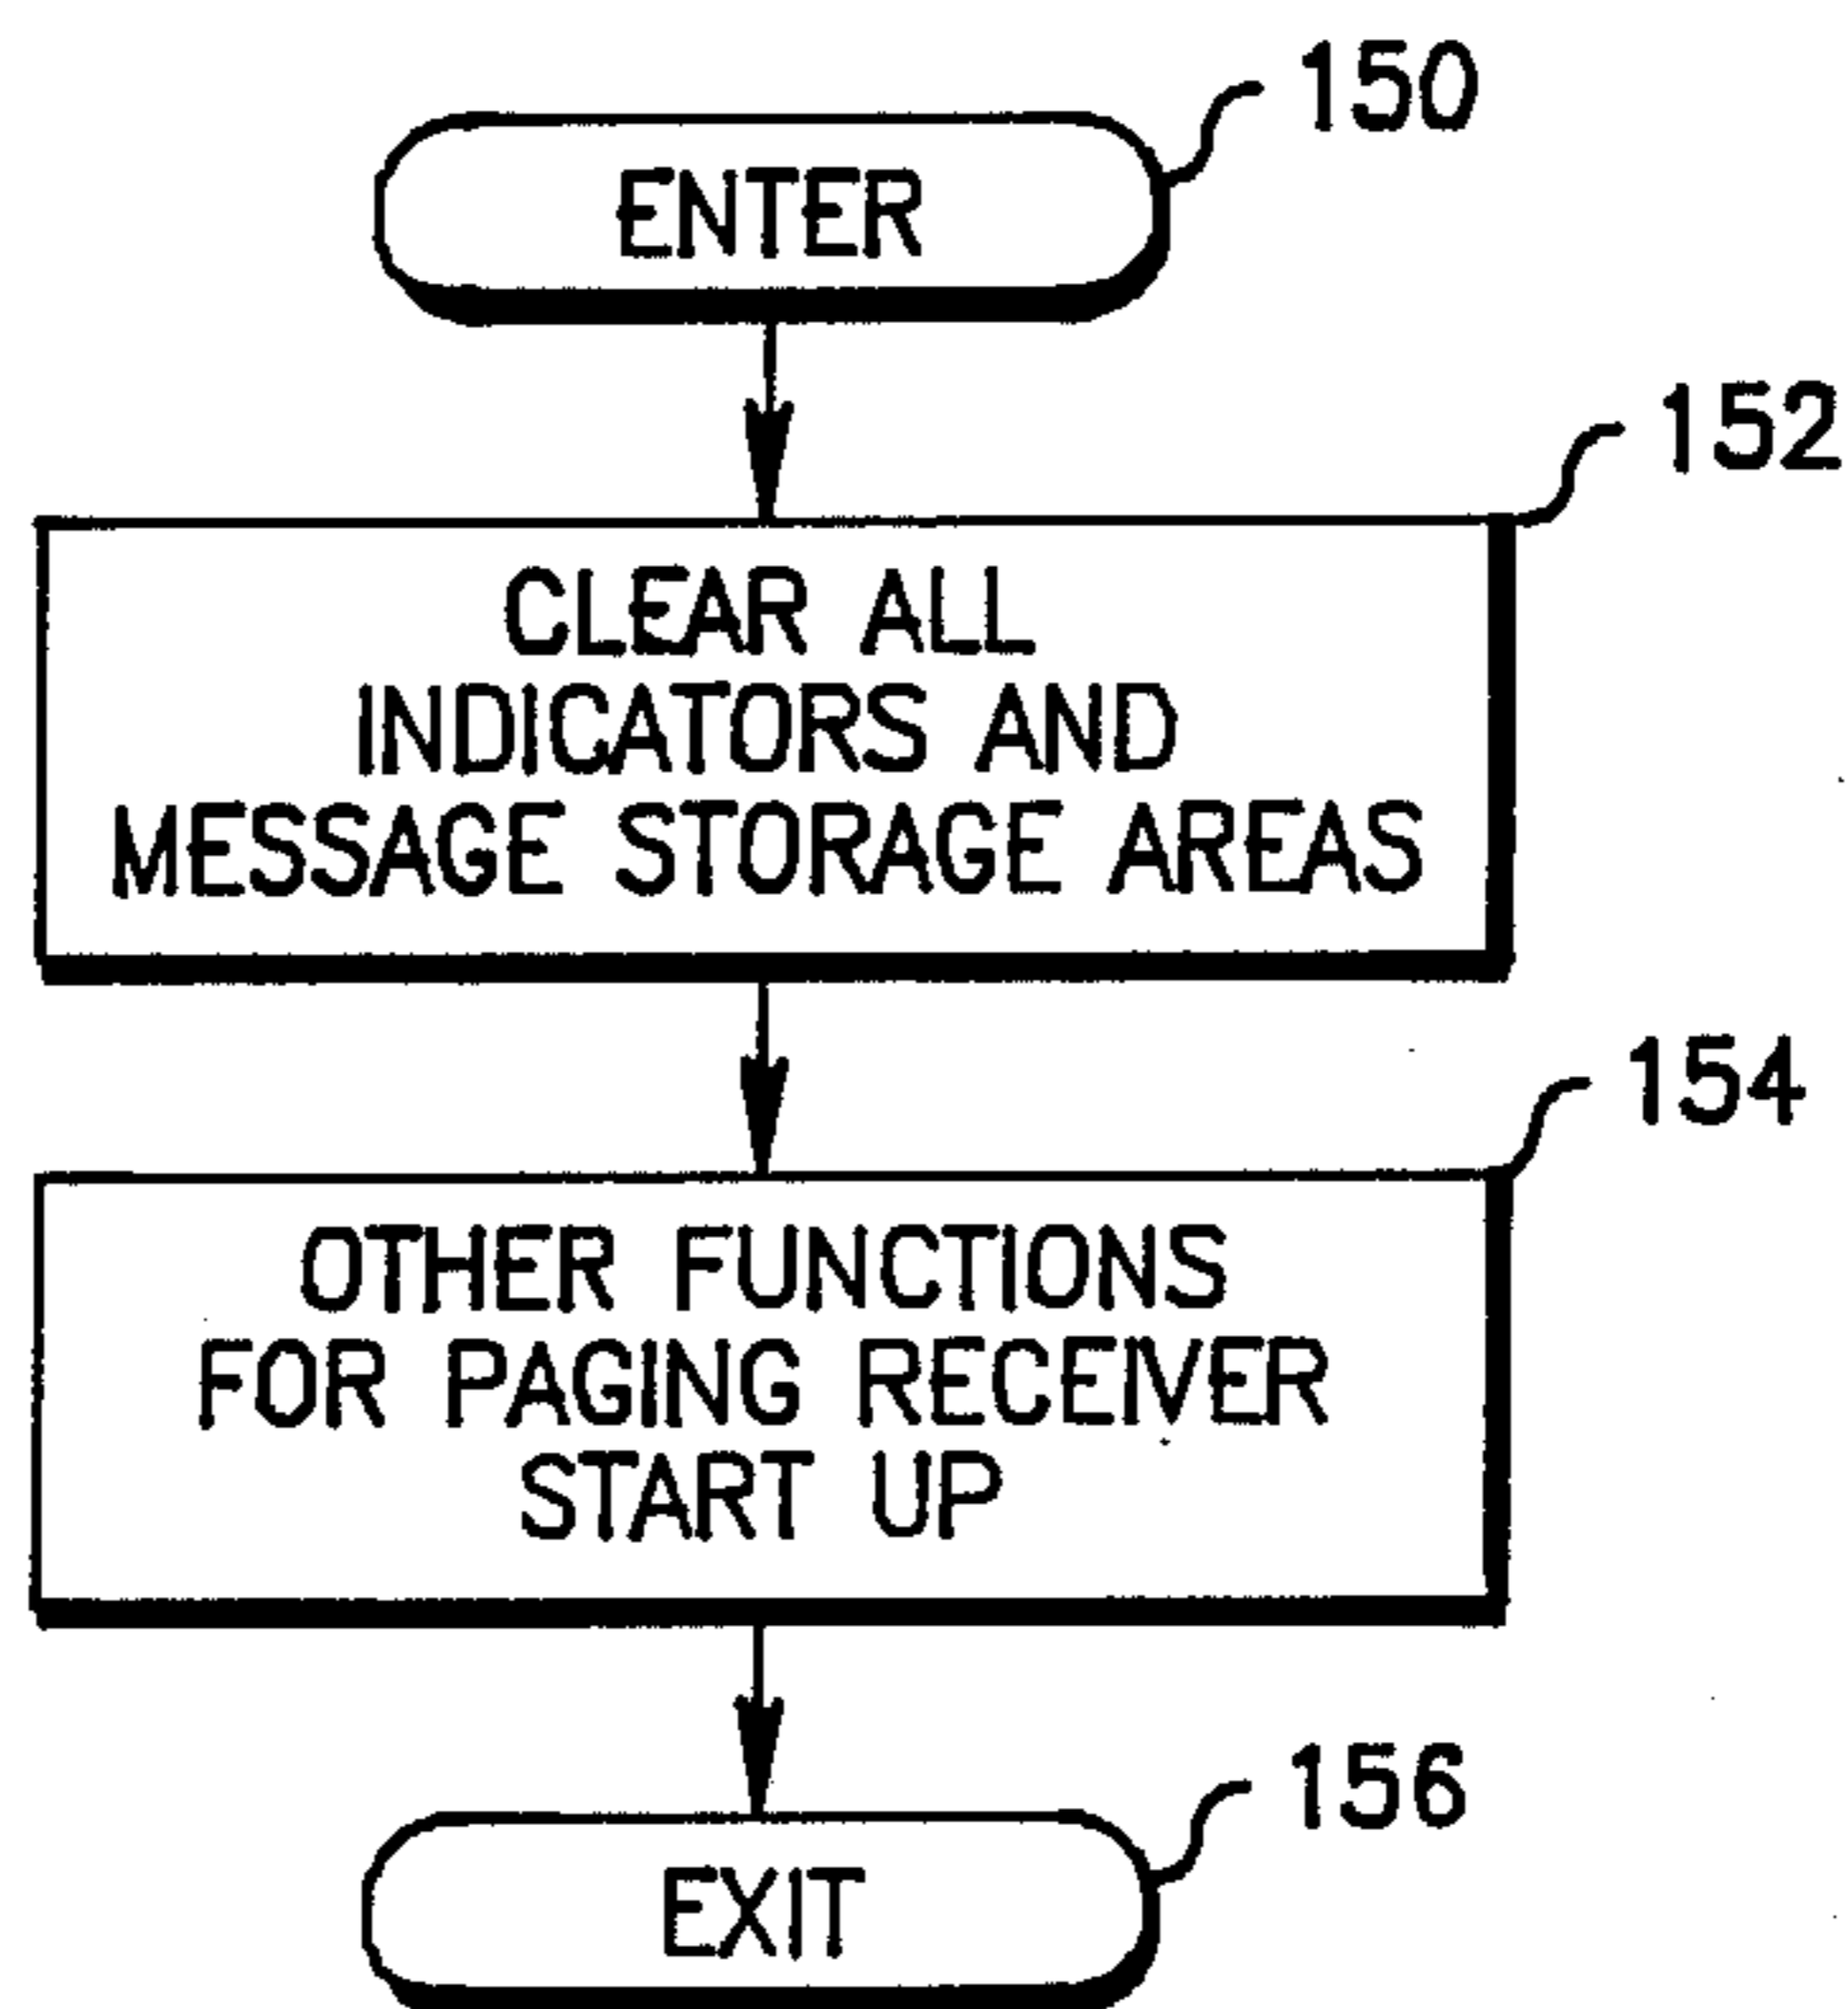 150
ENTER
152
CLEAR ALL
INDICATORS AND
MESSAGE STORAGE AREAS
154
OTHER FUNCTIONS
FOR PAGING RECEIVER
START UP
156
EXIT